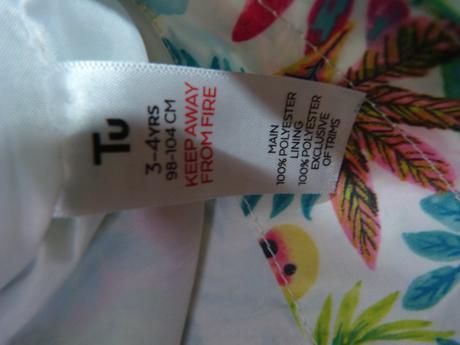 Tu
3-4YRS
98-104 CM
KEEP AWAY
FROM FIRE
MAIN
100% POLYESTER
LINING
100% POLYESTER
EXCLUSIVE
OF TRIMS